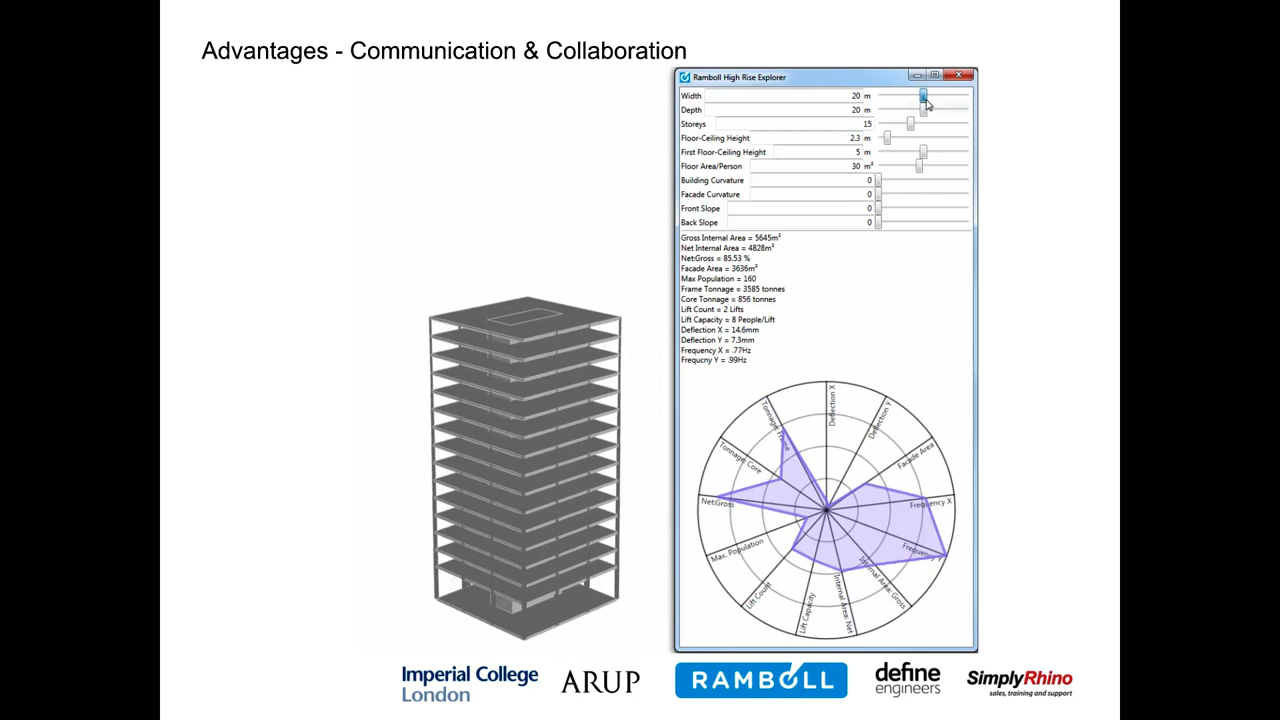 Advantages - Communication & Collaboration
Ramboll High Rise Explorer
Width 20 m
Depth 20 m
Storeys 15
Floor-Ceiling Height 2.3 m
First Floor-Ceiling Height 5 m
Floor Area/Person 30 m²
Building Curvature 0
Facade Curvature 0
Front Slope 0
Back Slope 0
Gross Internal Area = 5645m²
Net Internal Area = 4828m²
Net:Gross = 85.53 %
Facade Area = 3636m²
Max Population = 160
Frame Tonnage = 3585 tonnes
Core Tonnage = 856 tonnes
Lift Count = 2 Lifts
Lift Capacity = 8 People/Lift
Deflection X = 14.6mm
Deflection Y = 7.3mm
Frequency X = .77Hz
Frequcny Y = .99Hz
Deflection X
Deflection Y
Facade Area
Frequency X
Frequency Y
Internal Area: Gross
Internal Area: Net
Lift Capacity
Lift Count
Max. Population
Net:Gross
Tonnage: Core
Tonnage: Frame
Imperial College
London
ARUP
RAMBOLL
define
engineers
SimplyRhino
sales, training and support